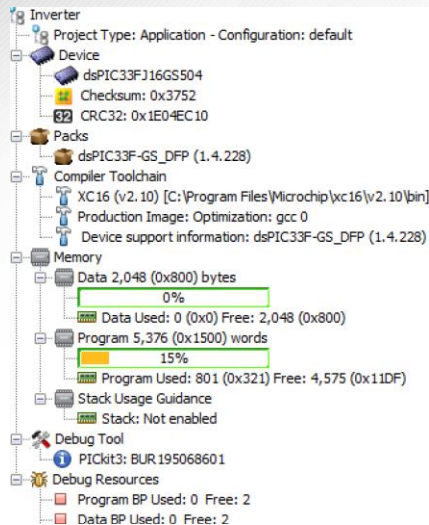 Inverter
Project Type: Application - Configuration: default
Device
dsPIC33FJ16GS504
Checksum: 0x3752
32 CRC32: 0x1E04EC10
Packs
dsPIC33F-GS_DFP (1.4.228)
Compiler Toolchain
XC16 (v2.10) [C:\Program Files\Microchip\xc16\v2.10\bin]
Production Image: Optimization: gcc 0
Device support information: dsPIC33F-GS_DFP (1.4.228)
Memory
Data 2,048 (0x800) bytes
0%
Data Used: 0 (0x0) Free: 2,048 (0x800)
Program 5,376 (0x1500) words
15%
Program Used: 801 (0x321) Free: 4,575 (0x11DF)
Stack Usage Guidance
Stack: Not enabled
Debug Tool
PICkit3: BUR195068601
Debug Resources
Program BP Used: 0 Free: 2
Data BP Used: 0 Free: 2